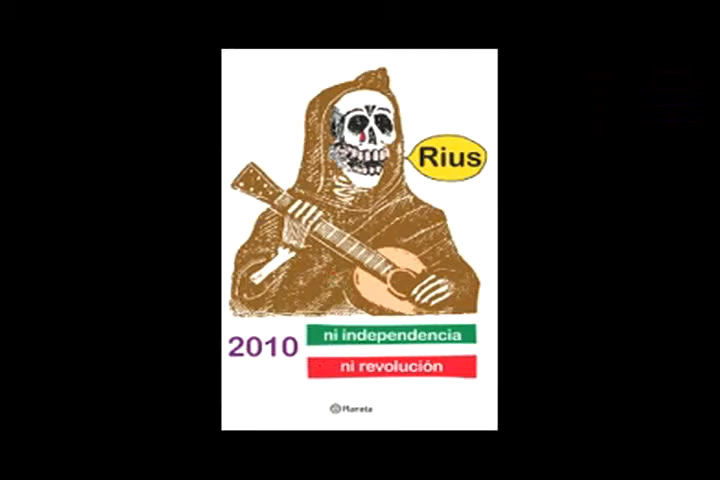 Rius
2010
ni independencia
ni revolución
Planeta